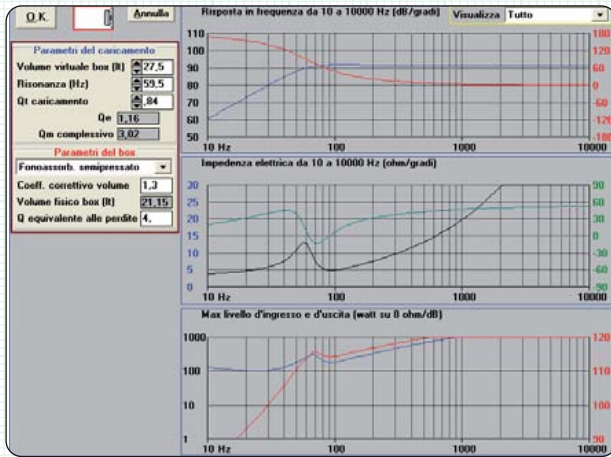 O.K.
Annulla
Parametri del caricamento
Volume virtuale box (lt) 27,5
Risonanza (Hz) 59,5
Qt caricamento ,84
Qe 1,16
Qm complessivo 3,02
Parametri del box
Fonoassorb. semipressato
Coeff. correttivo volume 1,3
Volume fisico box (lt) 21,15
Q equivalente alle perdite 4,
Risposta in frequenza da 10 a 10000 Hz (dB/gradi)
Visualizza Tutto
110 180
100 120
90 60
80 0
70 -60
60 -120
50 -180
10 Hz 100 1000 10000
Impedenza elettrica da 10 a 10000 Hz (ohm/gradi)
30 90
25 60
20 30
15 0
10 -30
5 -60
0 -90
10 Hz 100 1000 10000
Max livello d'ingresso e d'uscita (watt su 8 ohm/dB)
1000 120
100 110
10 100
1 90
10 Hz 100 1000 10000